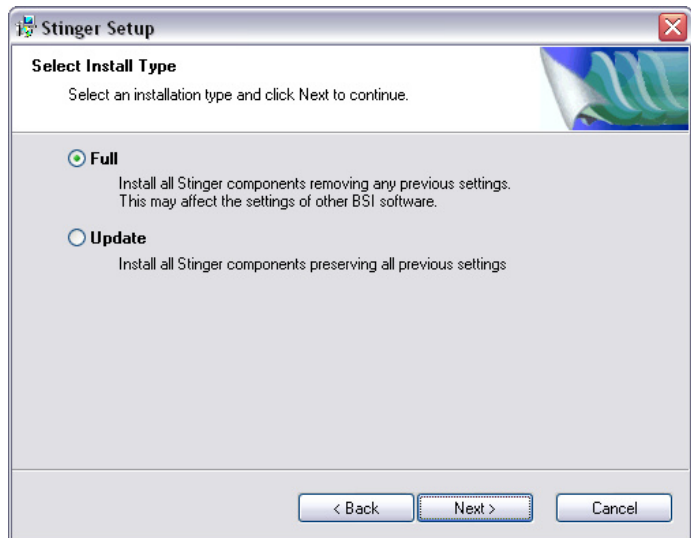 Stinger Setup
Select Install Type
Select an installation type and click Next to continue.
Full
Install all Stinger components removing any previous settings.
This may affect the settings of other BSI software.
Update
Install all Stinger components preserving all previous settings
< Back Next > Cancel